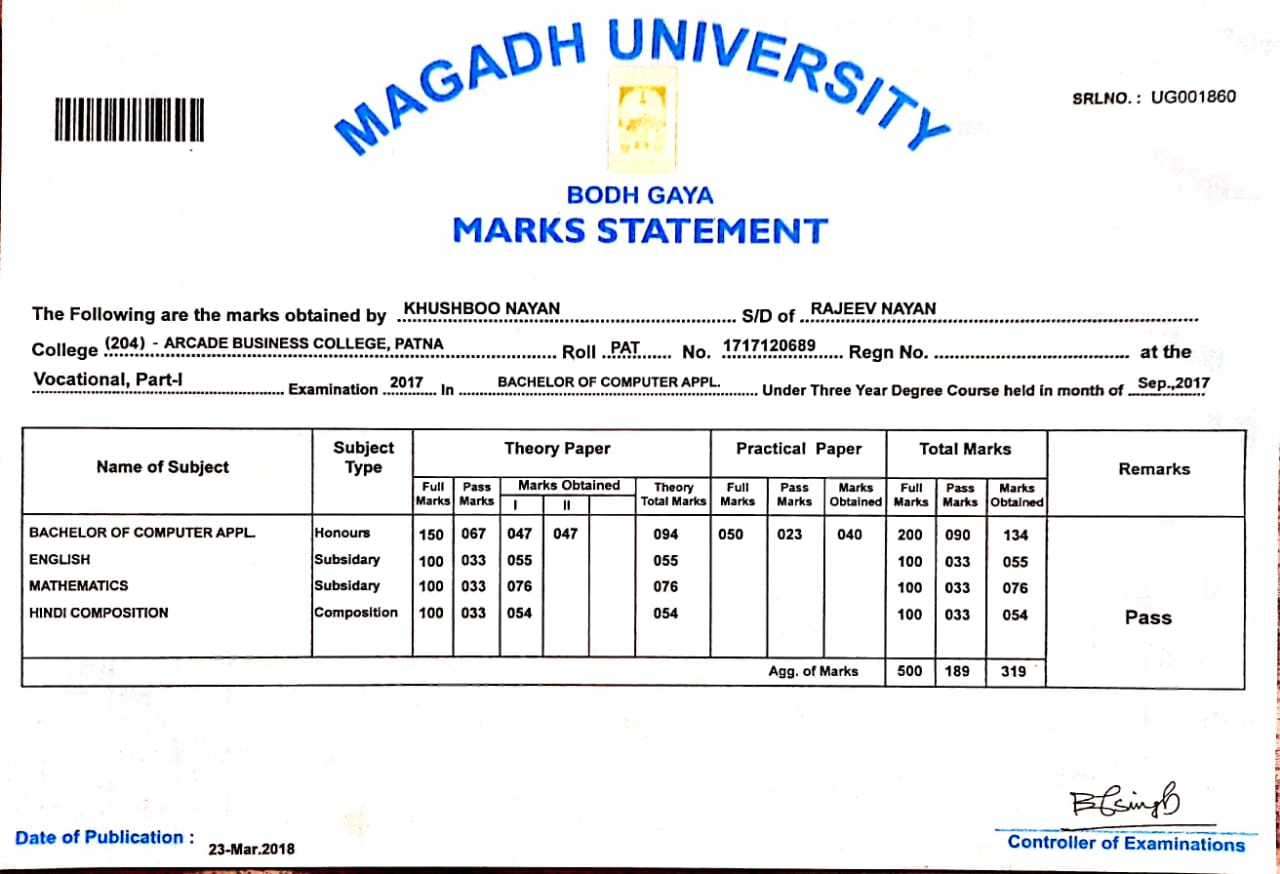 MAGADH UNIVERSITY
SRLNO. : UG001860
BODH GAYA
MARKS STATEMENT
The Following are the marks obtained by KHUSHBOO NAYAN S/D of RAJEEV NAYAN
College (204) - ARCADE BUSINESS COLLEGE, PATNA Roll PAT No. 1717120689 Regn No. at the
Vocational, Part-I Examination 2017 In BACHELOR OF COMPUTER APPL. Under Three Year Degree Course held in month of Sep.,2017
Name of Subject Subject Type Theory Paper Practical Paper Total Marks Remarks
Full Marks Pass Marks Marks Obtained Theory Total Marks Full Marks Pass Marks Marks Obtained Full Marks Pass Marks Marks Obtained
I II
BACHELOR OF COMPUTER APPL. Honours 150 067 047 047 094 050 023 040 200 090 134
ENGLISH Subsidary 100 033 055 055 100 033 055
MATHEMATICS Subsidary 100 033 076 076 100 033 076
HINDI COMPOSITION Composition 100 033 054 054 100 033 054
Pass
Agg. of Marks 500 189 319
Date of Publication : 23-Mar.2018
Controller of Examinations